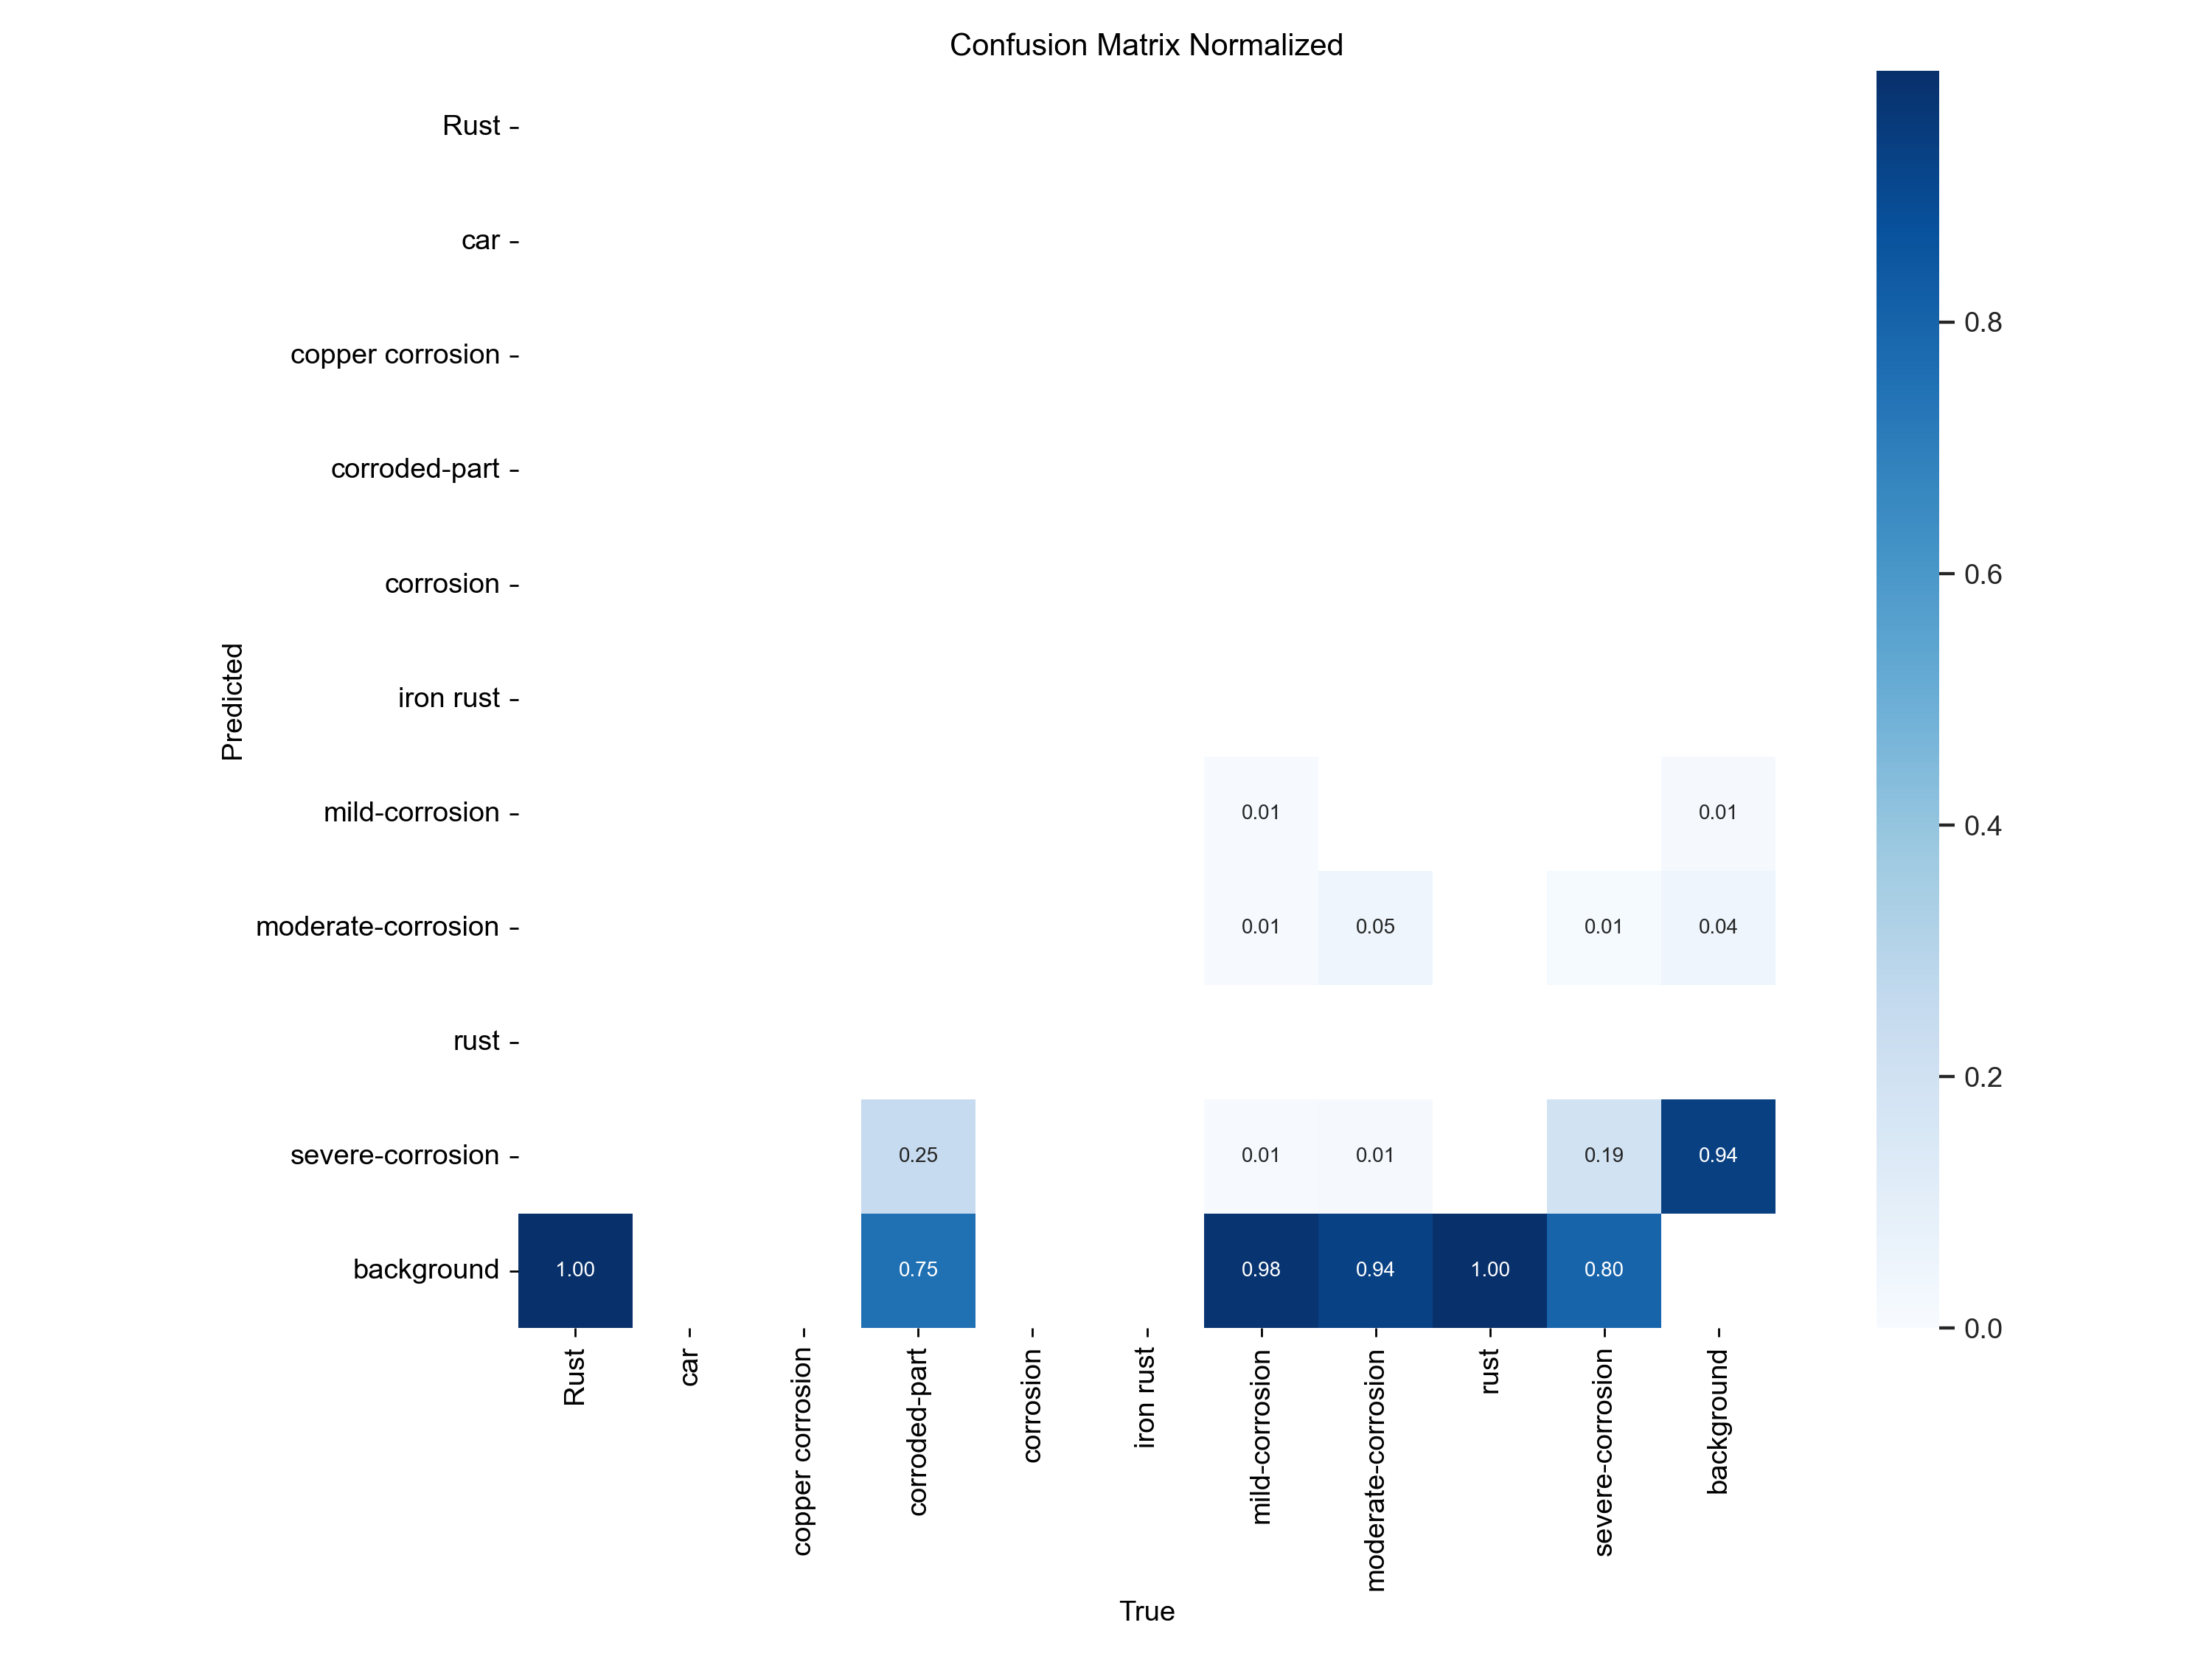 Confusion Matrix Normalized
Rust
car
copper corrosion
corroded-part
corrosion
iron rust
mild-corrosion
0.01
0.01
moderate-corrosion
0.01
0.05
0.01
0.04
rust
severe-corrosion
0.25
0.01
0.01
0.19
0.94
background
1.00
0.75
0.98
0.94
1.00
0.80
Predicted
Rust
car
copper corrosion
corroded-part
corrosion
iron rust
mild-corrosion
moderate-corrosion
rust
severe-corrosion
background
True
0.8
0.6
0.4
0.2
0.0